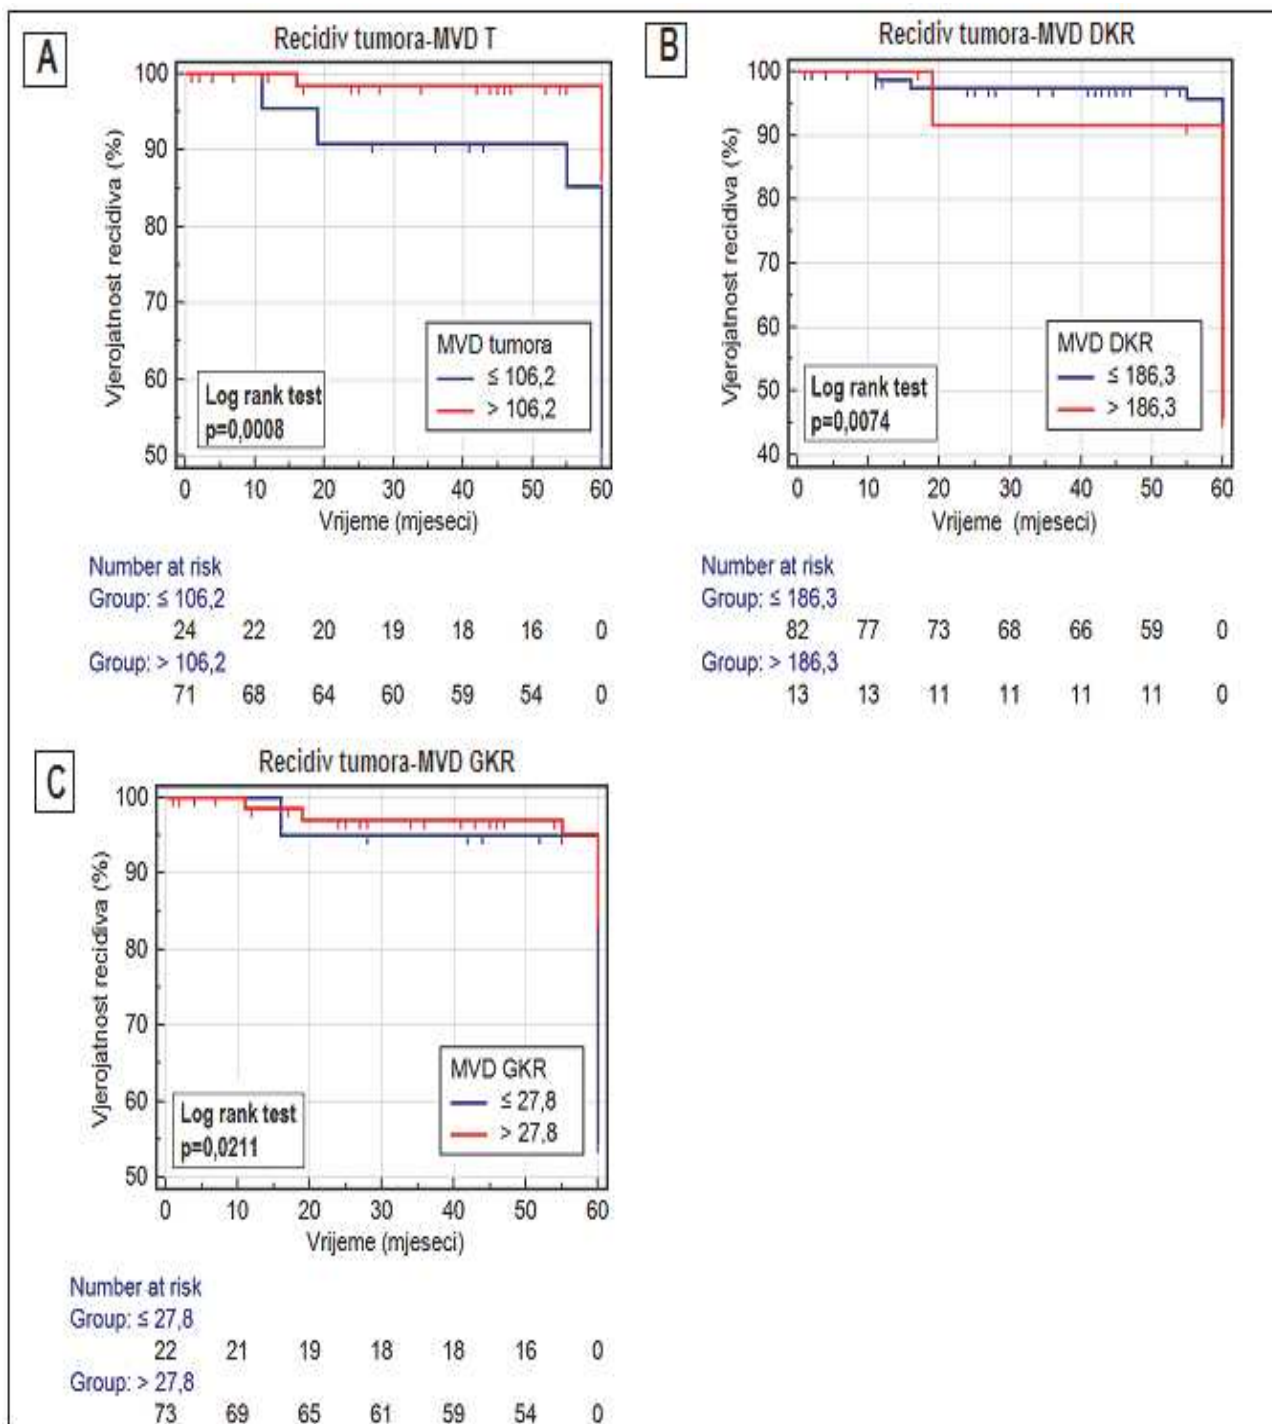 A
Recidiv tumora-MVD T
Vjerojatnost recidiva (%)
100
90
80
70
60
50
MVD tumora
≤ 106,2
> 106,2
Log rank test
p=0,0008
0 10 20 30 40 50 60
Vrijeme (mjeseci)
Number at risk
Group: ≤ 106,2
24 22 20 19 18 16 0
Group: > 106,2
71 68 64 60 59 54 0
B
Recidiv tumora-MVD DKR
Vjerojatnost recidiva (%)
100
90
80
70
60
50
40
MVD DKR
≤ 186,3
> 186,3
Log rank test
p=0,0074
0 10 20 30 40 50 60
Vrijeme (mjeseci)
Number at risk
Group: ≤ 186,3
82 77 73 68 66 59 0
Group: > 186,3
13 13 11 11 11 11 0
C
Recidiv tumora-MVD GKR
Vjerojatnost recidiva (%)
100
90
80
70
60
50
MVD GKR
≤ 27,8
> 27,8
Log rank test
p=0,0211
0 10 20 30 40 50 60
Vrijeme (mjeseci)
Number at risk
Group: ≤ 27,8
22 21 19 18 18 16 0
Group: > 27,8
73 69 65 61 59 54 0